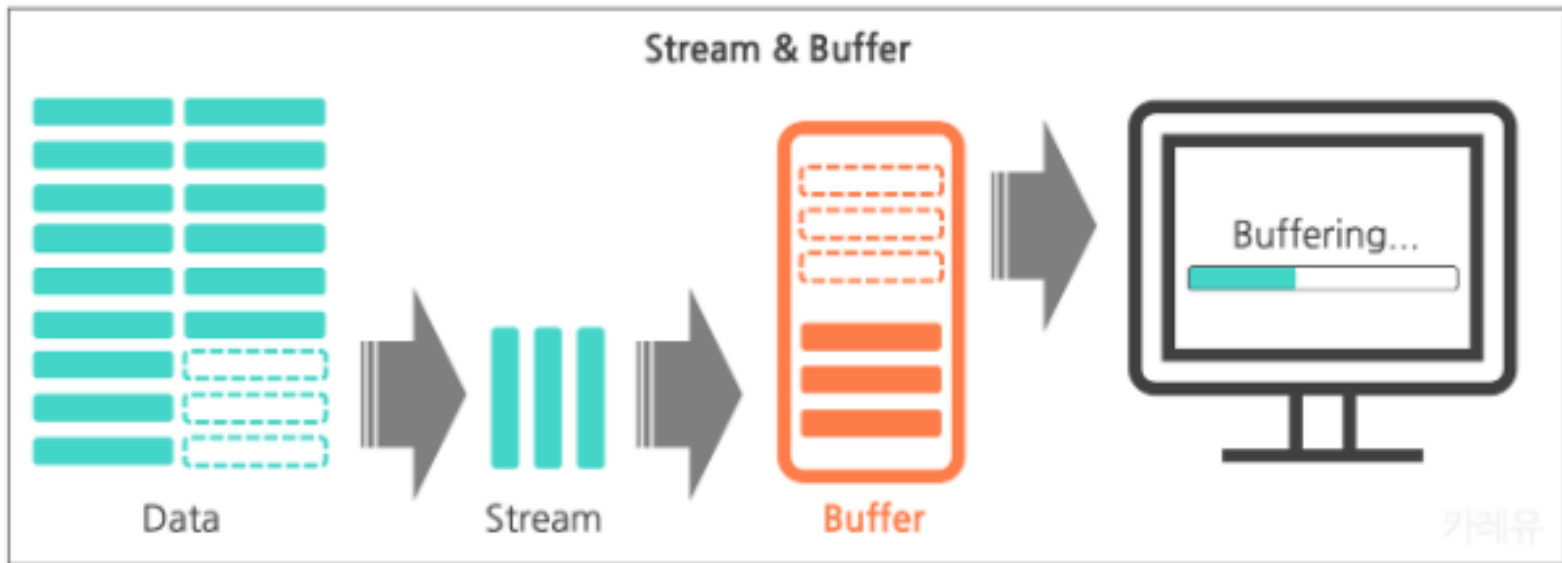 Stream & Buffer
Buffering...
Data
Stream
Buffer
카레유